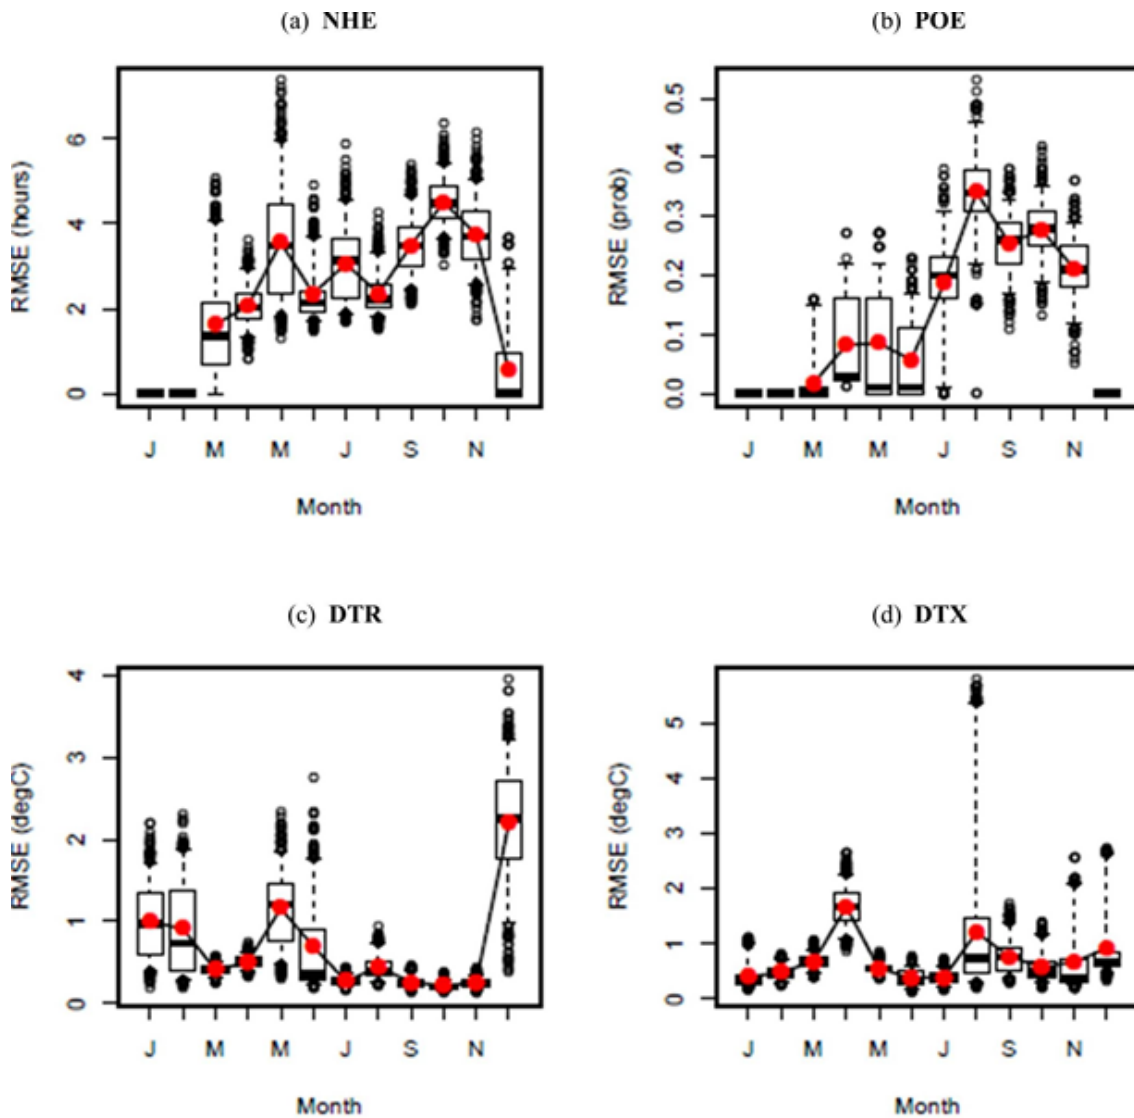 (a) NHE
RMSE (hours)
6
4
2
0
J M M J S N
Month
(b) POE
RMSE (prob)
0.5
0.4
0.3
0.2
0.1
0.0
J M M J S N
Month
(c) DTR
RMSE (degC)
4
3
2
1
0
J M M J S N
Month
(d) DTX
RMSE (degC)
5
4
3
2
1
0
J M M J S N
Month